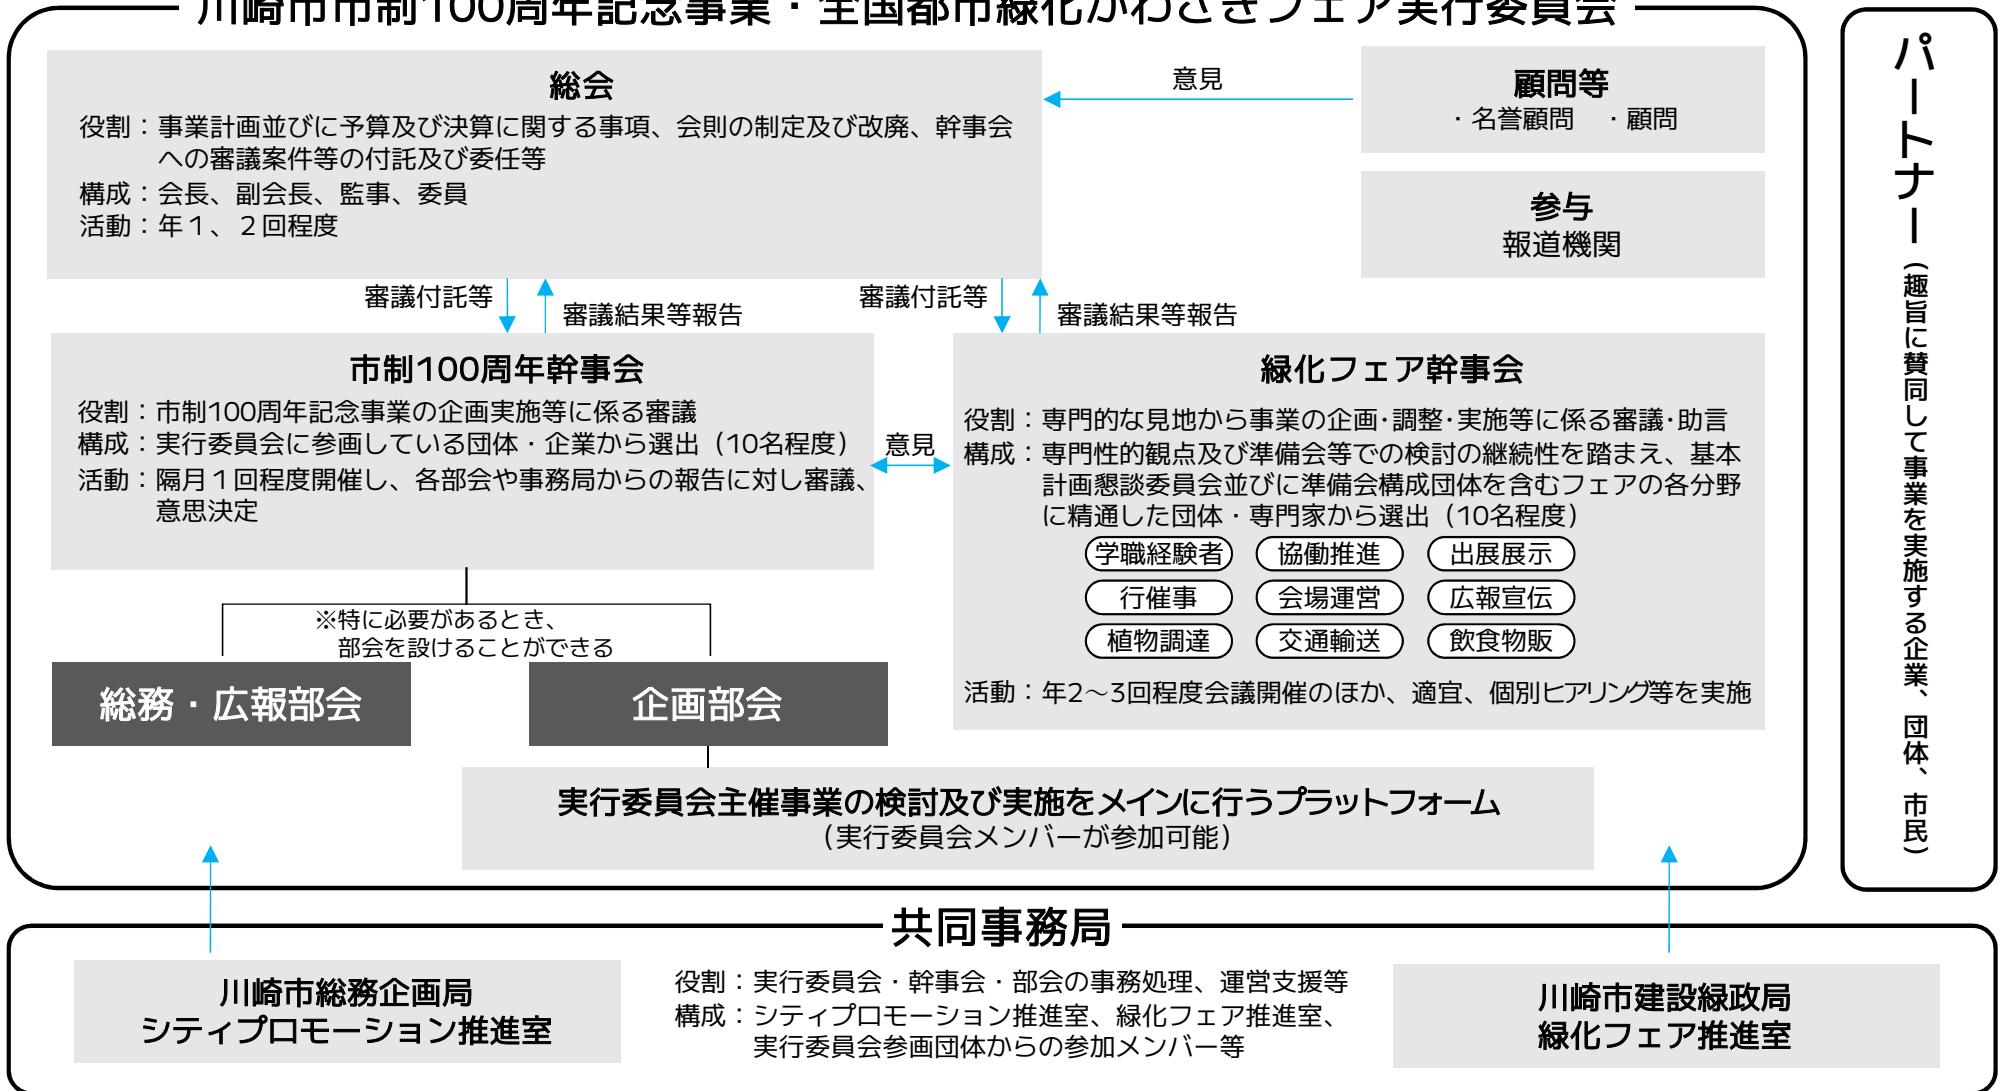 川崎市市制100周年記念事業・全国都市緑化かわさきフェア実行委員会
総会
役割：事業計画並びに予算及び決算に関する事項、会則の制定及び改廃、幹事会
への審議案件等の付託及び委任等
構成：会長、副会長、監事、委員
活動：年１、２回程度
意見
顧問等
・名誉顧問　・顧問
参与
報道機関
審議付託等
審議結果等報告
審議付託等
審議結果等報告
市制100周年幹事会
役割：市制100周年記念事業の企画実施等に係る審議
構成：実行委員会に参画している団体・企業から選出（10名程度）
活動：隔月１回程度開催し、各部会や事務局からの報告に対し審議、
意思決定
意見
緑化フェア幹事会
役割：専門的な見地から事業の企画・調整・実施等に係る審議・助言
構成：専門性的観点及び準備会等での検討の継続性を踏まえ、基本
計画懇談委員会並びに準備会構成団体を含むフェアの各分野
に精通した団体・専門家から選出（10名程度）
学職経験者
協働推進
出展展示
行催事
会場運営
広報宣伝
植物調達
交通輸送
飲食物販
活動：年2～3回程度会議開催のほか、適宜、個別ヒアリング等を実施
※特に必要があるとき、
部会を設けることができる
総務・広報部会
企画部会
実行委員会主催事業の検討及び実施をメインに行うプラットフォーム
（実行委員会メンバーが参加可能）
パートナー（趣旨に賛同して事業を実施する企業、団体、市民）
共同事務局
川崎市総務企画局
シティプロモーション推進室
役割：実行委員会・幹事会・部会の事務処理、運営支援等
構成：シティプロモーション推進室、緑化フェア推進室、
実行委員会参画団体からの参加メンバー等
川崎市建設緑政局
緑化フェア推進室